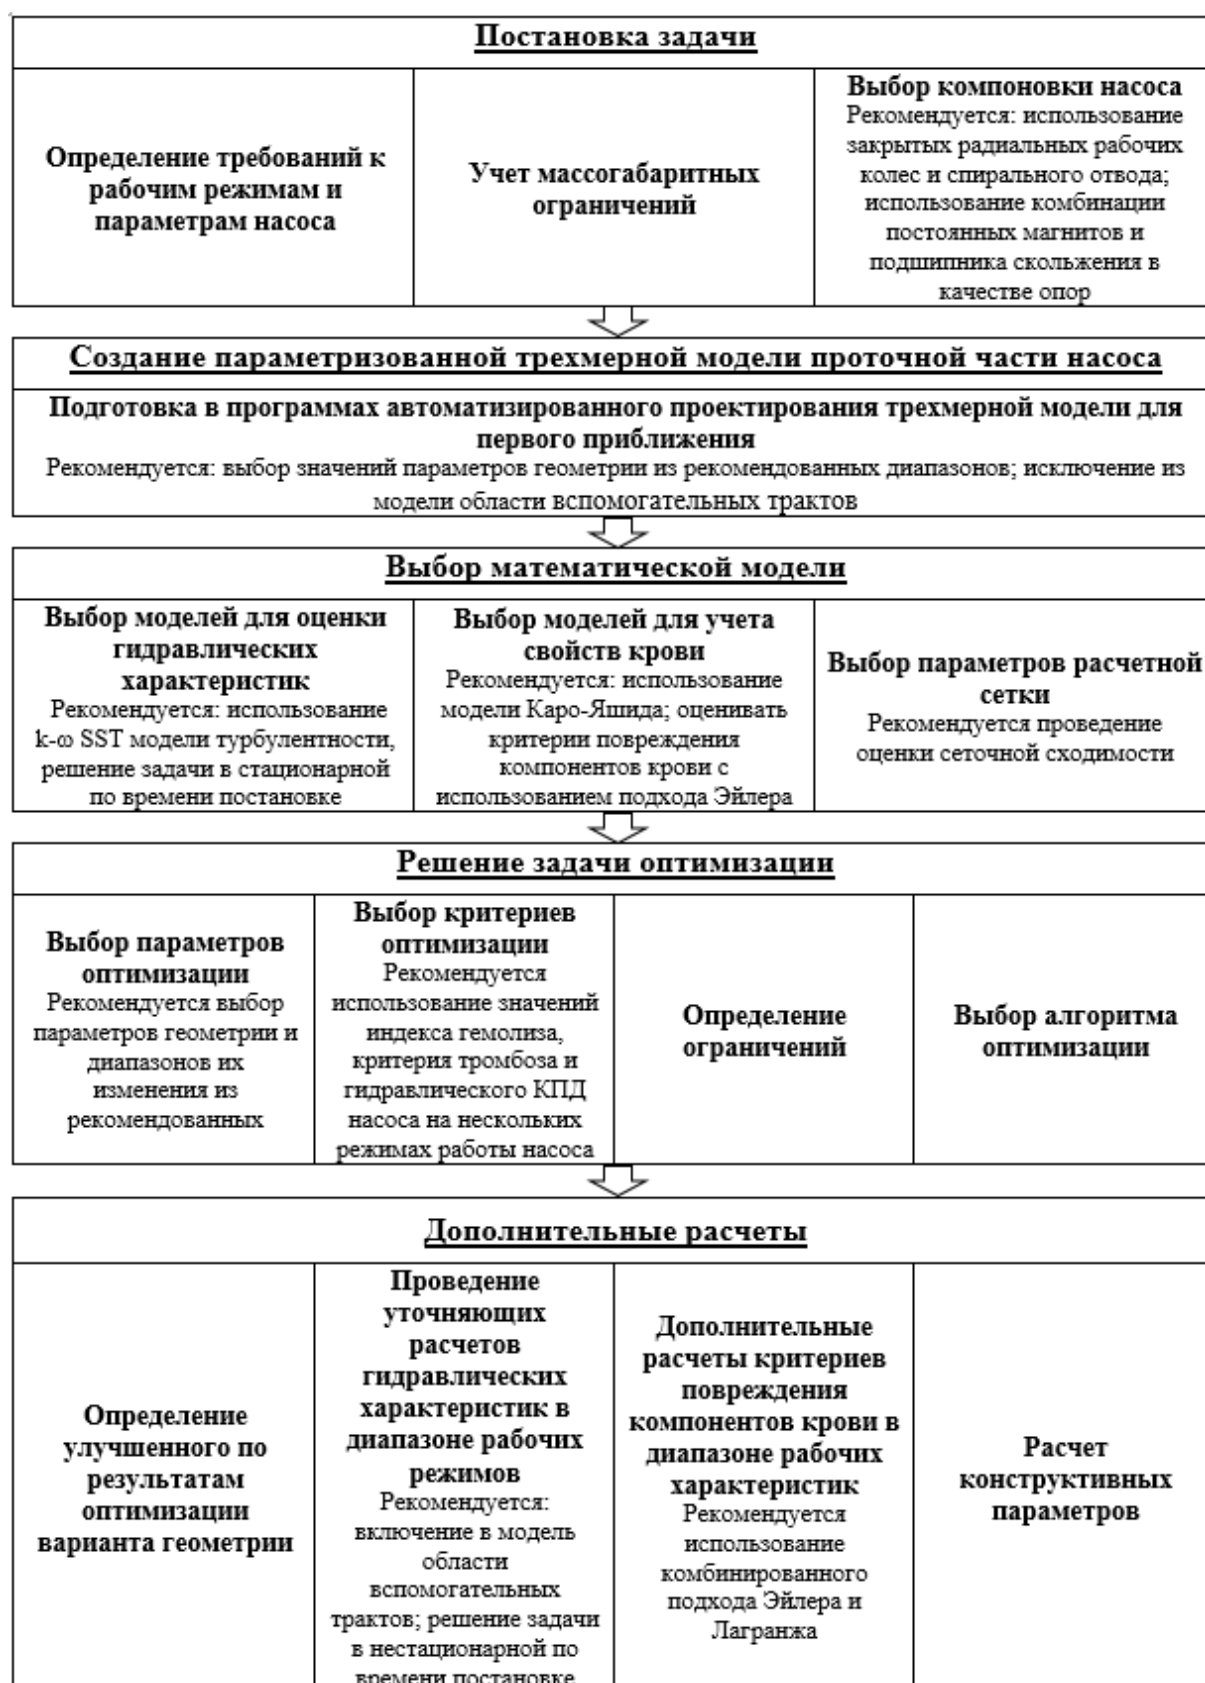 Постановка задачи
Определение требований к
рабочим режимам и
параметрам насоса
Учет массогабаритных
ограничений
Выбор компоновки насоса
Рекомендуется: использование
закрытых радиальных рабочих
колес и спирального отвода;
использование комбинации
постоянных магнитов и
подшипника скольжения в
качестве опор
Создание параметризованной трехмерной модели проточной части насоса
Подготовка в программах автоматизированного проектирования трехмерной модели для
первого приближения
Рекомендуется: выбор значений параметров геометрии из рекомендованных диапазонов; исключение из
модели области вспомогательных трактов
Выбор математической модели
Выбор моделей для оценки
гидравлических
характеристик
Рекомендуется: использование
k-ω SST модели турбулентности,
решение задачи в стационарной
по времени постановке
Выбор моделей для учета
свойств крови
Рекомендуется: использование
модели Каро-Яшида; оценивать
критерии повреждения
компонентов крови с
использованием подхода Эйлера
Выбор параметров расчетной
сетки
Рекомендуется проведение
оценки сеточной сходимости
Решение задачи оптимизации
Выбор параметров
оптимизации
Рекомендуется выбор
параметров геометрии и
диапазонов их
изменения из
рекомендованных
Выбор критериев
оптимизации
Рекомендуется
использование значений
индекса гемолиза,
критерия тромбоза и
гидравлического КПД
насоса на нескольких
режимах работы насоса
Определение
ограничений
Выбор алгоритма
оптимизации
Дополнительные расчеты
Определение
улучшенного по
результатам
оптимизации
варианта геометрии
Проведение
уточняющих
расчетов
гидравлических
характеристик в
диапазоне рабочих
режимов
Рекомендуется:
включение в модель
области
вспомогательных
трактов; решение задачи
в нестационарной по
времени постановке
Дополнительные
расчеты критериев
повреждения
компонентов крови в
диапазоне рабочих
характеристик
Рекомендуется
использование
комбинированного
подхода Эйлера и
Лагранжа
Расчет
конструктивных
параметров